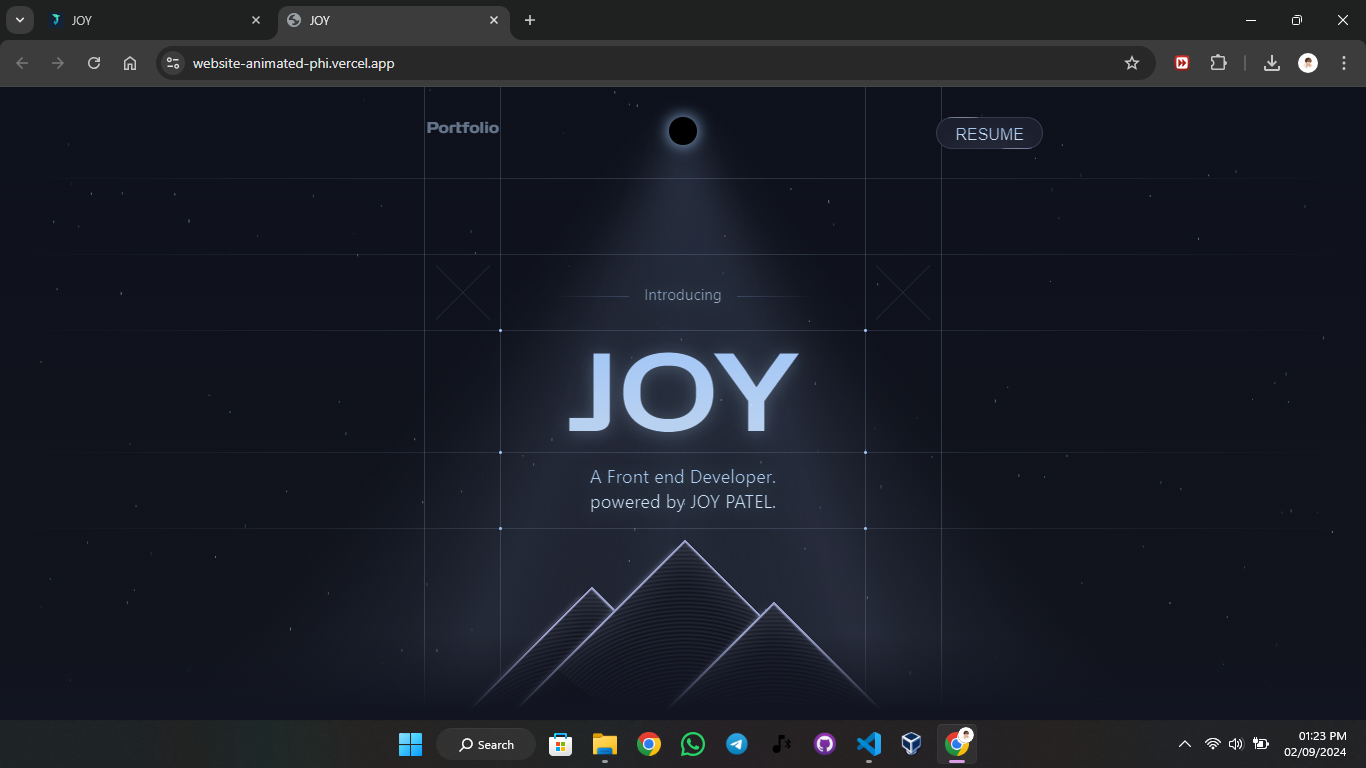 JOY
JOY
website-animated-phi.vercel.app
Portfolio
RESUME
Introducing
JOY
A Front end Developer.
powered by JOY PATEL.
Search
01:23 PM
02/09/2024